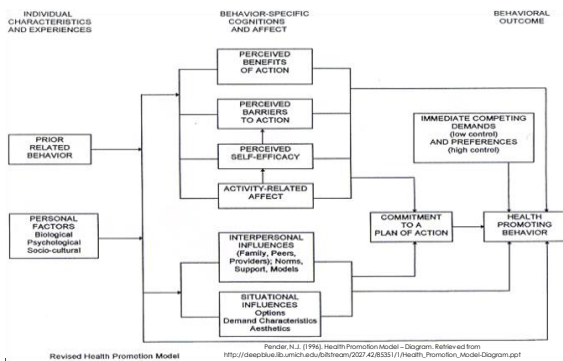 INDIVIDUAL
CHARACTERISTICS
AND EXPERIENCES
BEHAVIOR-SPECIFIC
COGNITIONS
AND AFFECT
BEHAVIORAL
OUTCOME
PERCEIVED
BENEFITS
OF ACTION
PERCEIVED
BARRIERS
TO ACTION
PERCEIVED
SELF-EFFICACY
ACTIVITY-RELATED
AFFECT
PRIOR
RELATED
BEHAVIOR
PERSONAL
FACTORS
Biological
Psychological
Socio-cultural
INTERPERSONAL
INFLUENCES
(Family, Peers,
Providers); Norms,
Support, Models
SITUATIONAL
INFLUENCES
Options
Demand Characteristics
Aesthetics
IMMEDIATE COMPETING
DEMANDS
(low control)
AND PREFERENCES
(high control)
COMMITMENT
TO A
PLAN OF ACTION
HEALTH
PROMOTING
BEHAVIOR
Revised Health Promotion Model
Pender, N.J. (1996). Health Promotion Model – Diagram. Retrieved from
http://deepblue.lib.umich.edu/bitstream/2027.42/85351/1/Health_Promotion_Model-Diagram.ppt